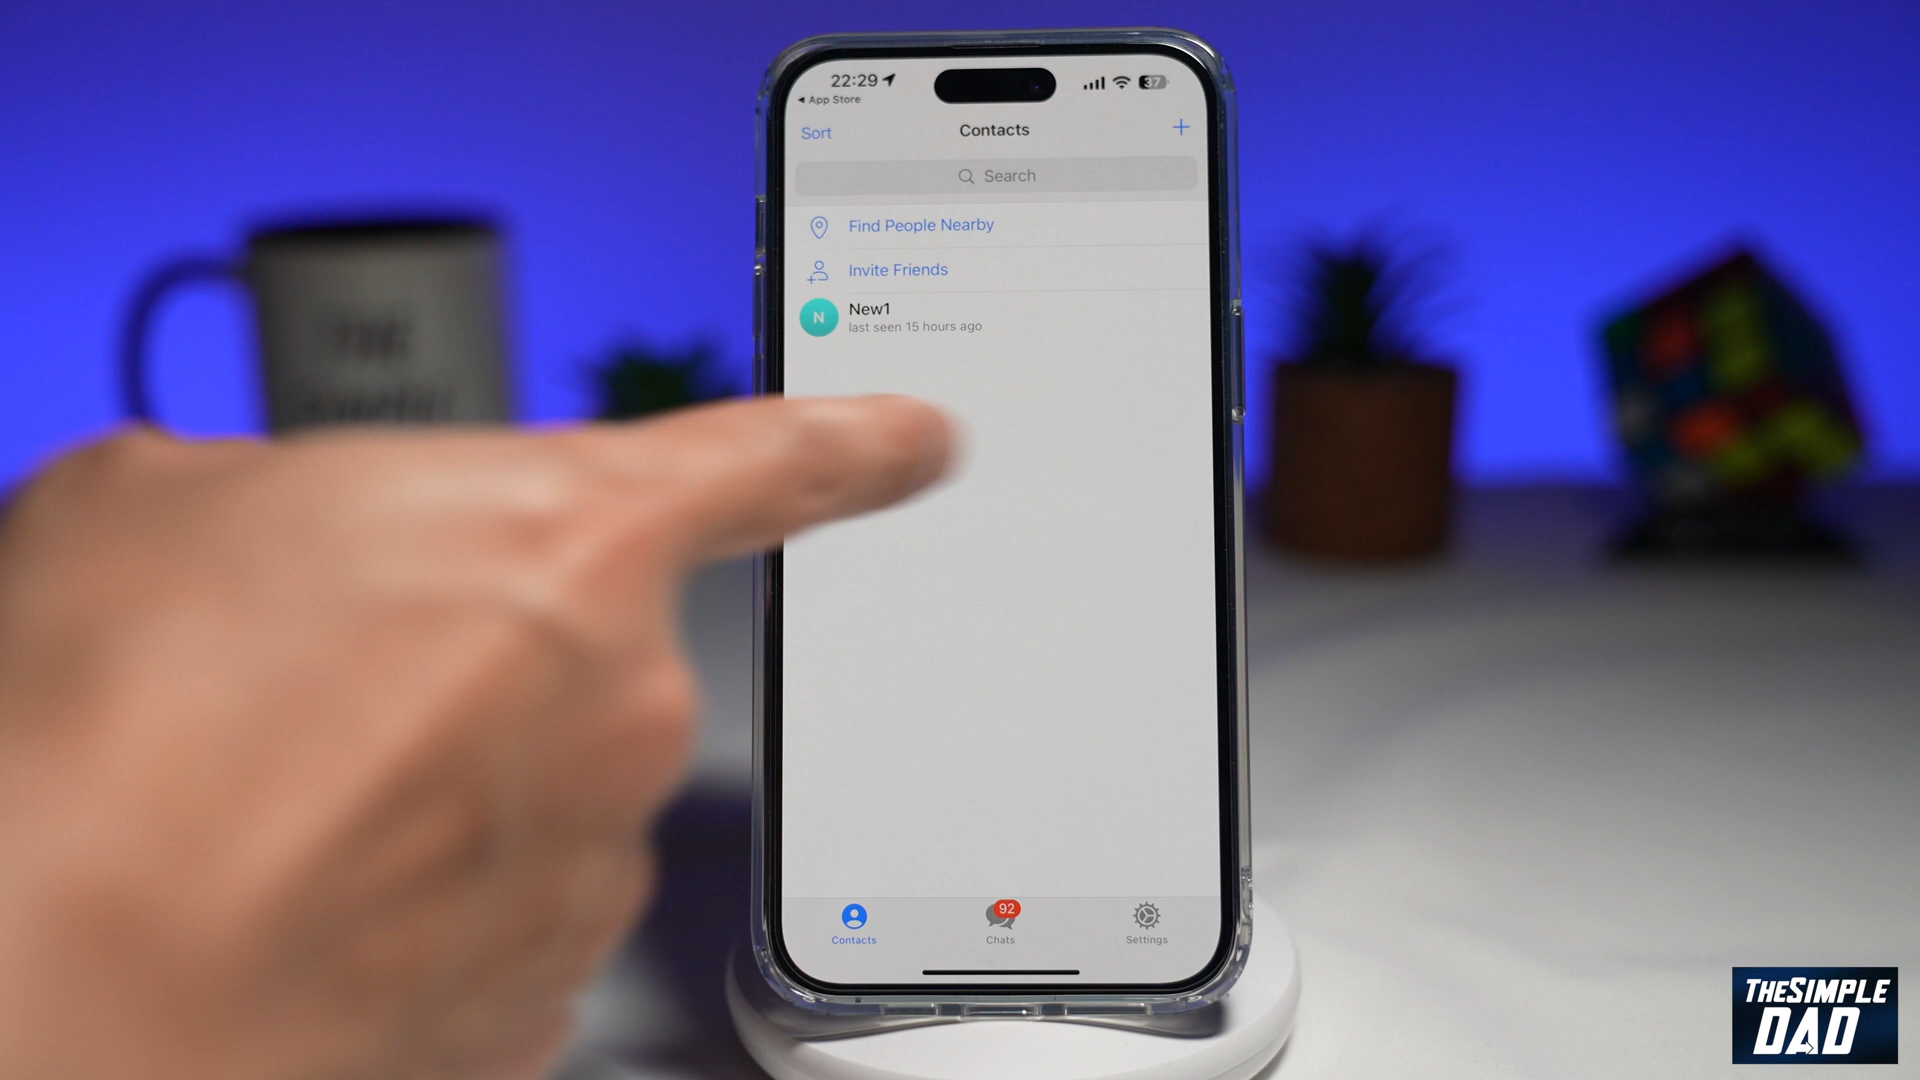 22:29
37
App Store
Sort
Contacts
+
Search
Find People Nearby
Invite Friends
N
New1
last seen 15 hours ago
92
Contacts
Chats
Settings
THE
THESIMPLE
DAD